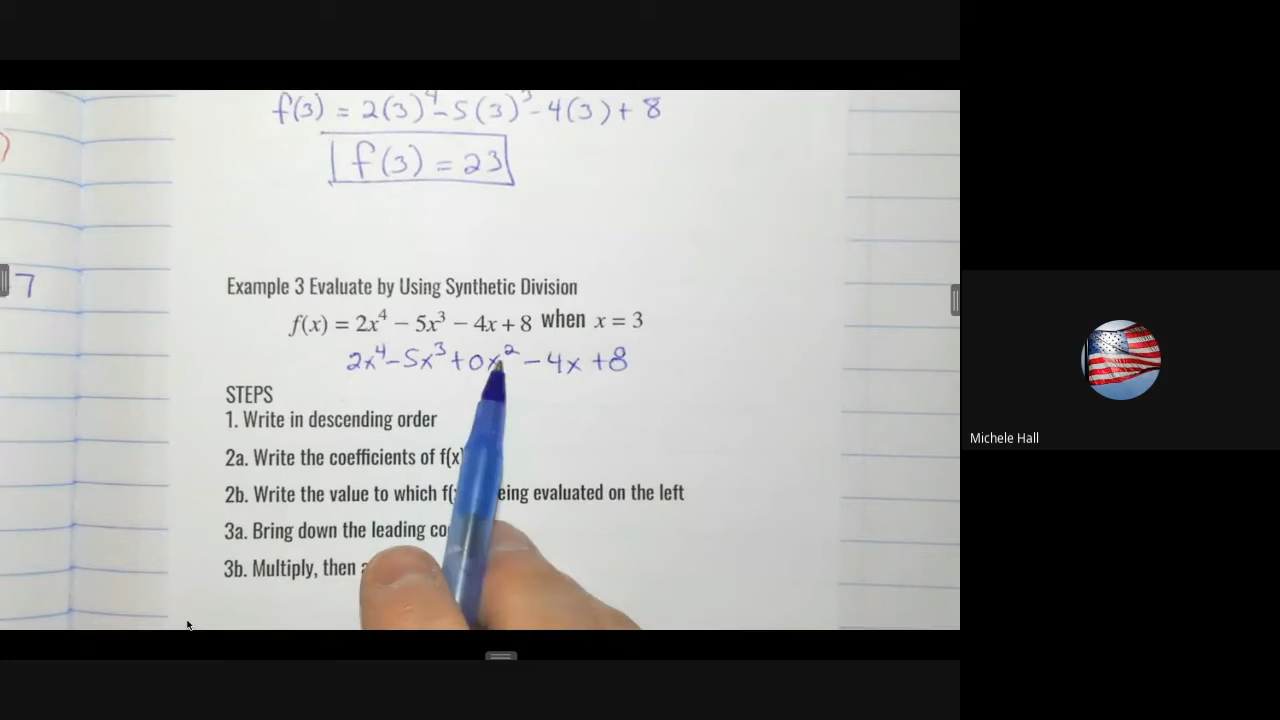 f(3) = 2(3)⁴ - 5(3)³ - 4(3) + 8
f(3) = 23
7
Example 3 Evaluate by Using Synthetic Division
f(x) = 2x⁴ − 5x³ − 4x + 8 when x = 3
2x⁴ - 5x³ + 0x² - 4x + 8
STEPS
1. Write in descending order
2a. Write the coefficients of f(x)
2b. Write the value to which f( eing evaluated on the left
3a. Bring down the leading co
3b. Multiply, then
Michele Hall